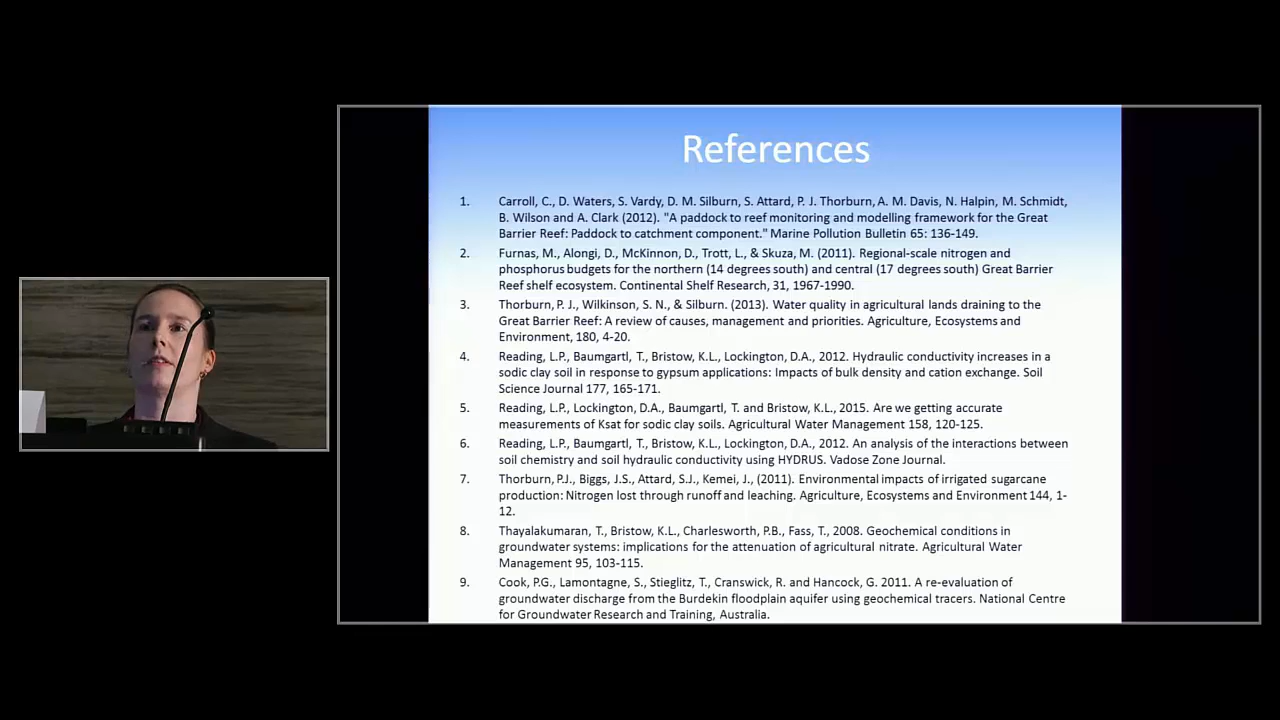 References
1. Carroll, C., D. Waters, S. Vardy, D. M. Silburn, S. Attard, P. J. Thorburn, A. M. Davis, N. Halpin, M. Schmidt,
B. Wilson and A. Clark (2012). "A paddock to reef monitoring and modelling framework for the Great
Barrier Reef: Paddock to catchment component." Marine Pollution Bulletin 65: 136-149.
2. Furnas, M., Alongi, D., McKinnon, D., Trott, L., & Skuza, M. (2011). Regional-scale nitrogen and
phosphorus budgets for the northern (14 degrees south) and central (17 degrees south) Great Barrier
Reef shelf ecosystem. Continental Shelf Research, 31, 1967-1990.
3. Thorburn, P. J., Wilkinson, S. N., & Silburn. (2013). Water quality in agricultural lands draining to the
Great Barrier Reef: A review of causes, management and priorities. Agriculture, Ecosystems and
Environment, 180, 4-20.
4. Reading, L.P., Baumgartl, T., Bristow, K.L., Lockington, D.A., 2012. Hydraulic conductivity increases in a
sodic clay soil in response to gypsum applications: Impacts of bulk density and cation exchange. Soil
Science Journal 177, 165-171.
5. Reading, L.P., Lockington, D.A., Baumgartl, T. and Bristow, K.L., 2015. Are we getting accurate
measurements of Ksat for sodic clay soils. Agricultural Water Management 158, 120-125.
6. Reading, L.P., Baumgartl, T., Bristow, K.L., Lockington, D.A., 2012. An analysis of the interactions between
soil chemistry and soil hydraulic conductivity using HYDRUS. Vadose Zone Journal.
7. Thorburn, P.J., Biggs, J.S., Attard, S.J., Kemei, J., (2011). Environmental impacts of irrigated sugarcane
production: Nitrogen lost through runoff and leaching. Agriculture, Ecosystems and Environment 144, 1-
12.
8. Thayalakumaran, T., Bristow, K.L., Charlesworth, P.B., Fass, T., 2008. Geochemical conditions in
groundwater systems: implications for the attenuation of agricultural nitrate. Agricultural Water
Management 95, 103-115.
9. Cook, P.G., Lamontagne, S., Stieglitz, T., Cranswick, R. and Hancock, G. 2011. A re-evaluation of
groundwater discharge from the Burdekin floodplain aquifer using geochemical tracers. National Centre
for Groundwater Research and Training, Australia.